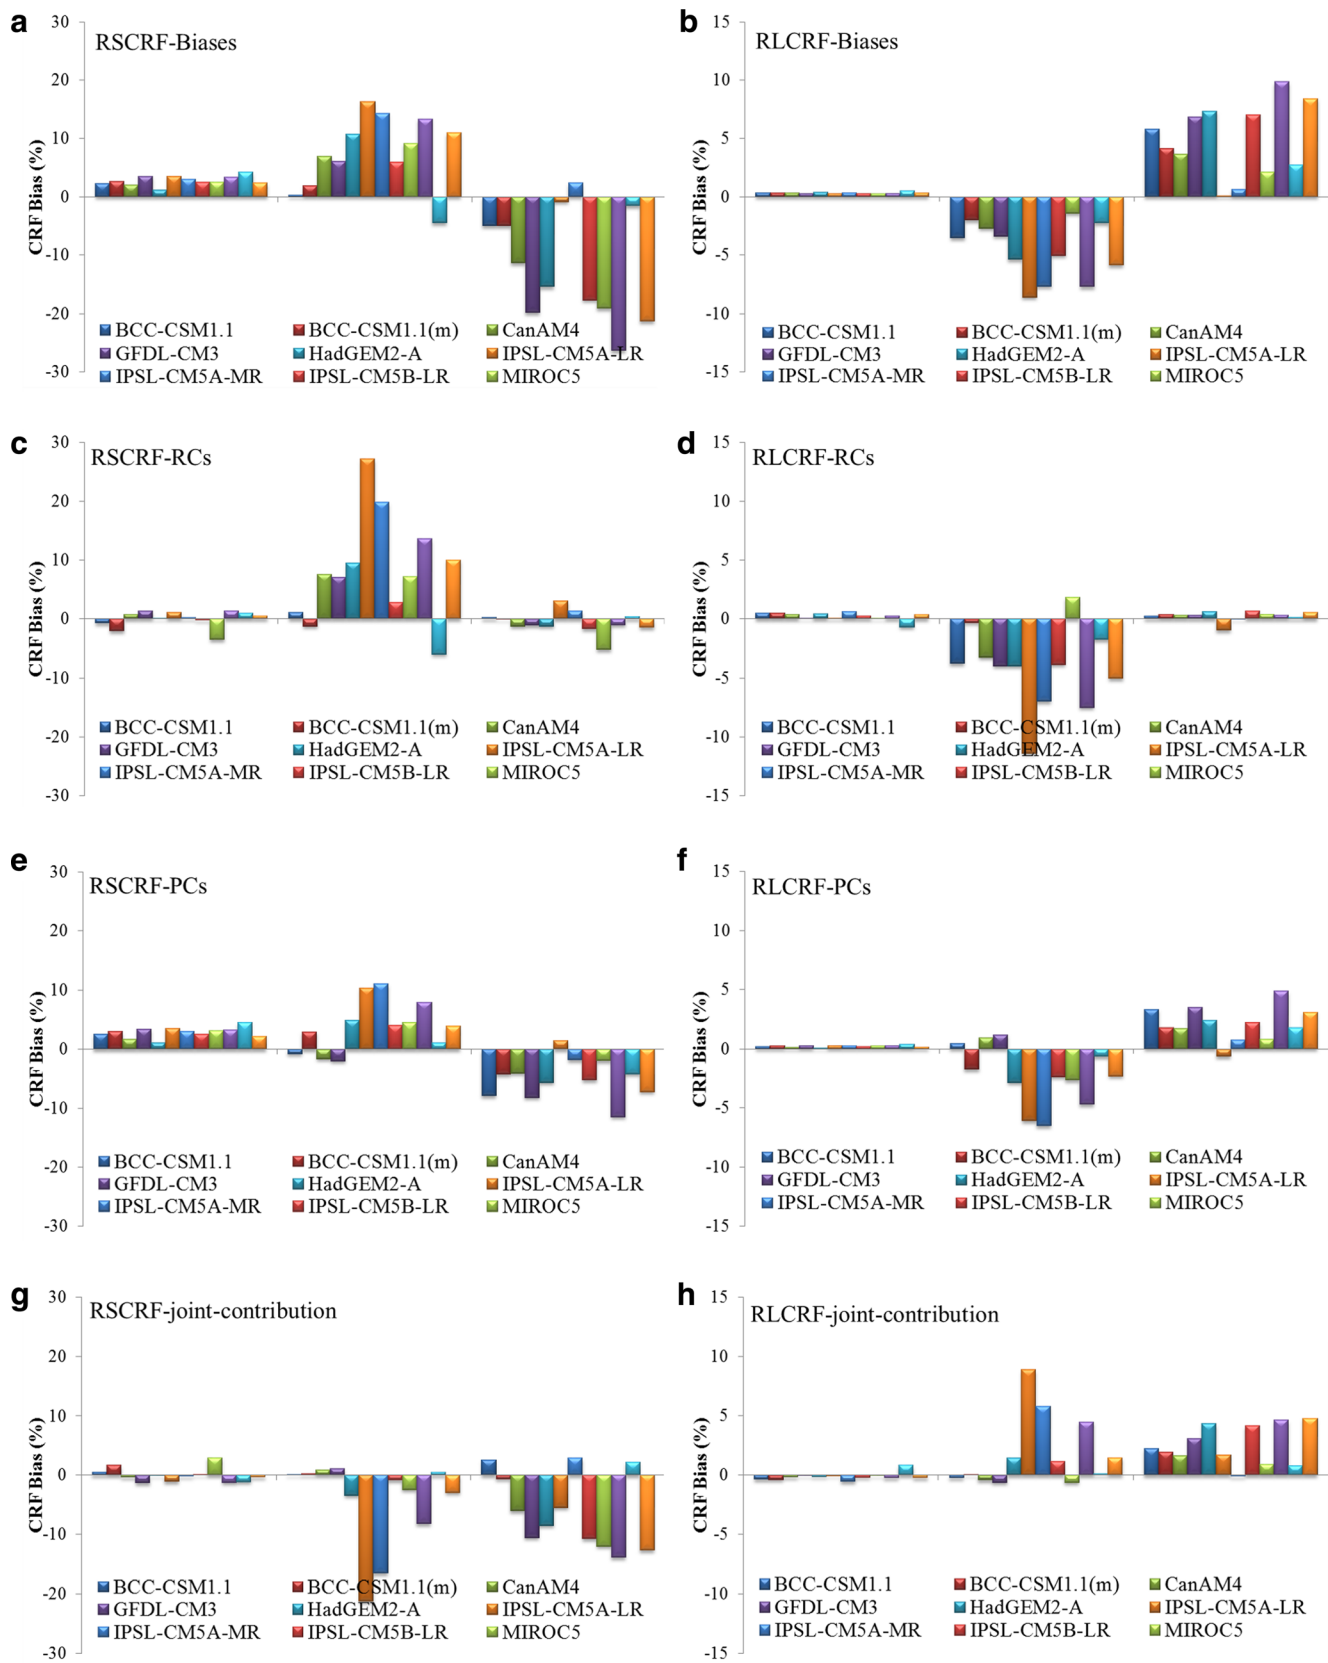 a
RSCRF-Biases
CRF Bias (%)
30
20
10
0
-10
-20
-30
BCC-CSM1.1 BCC-CSM1.1(m) CanAM4
GFDL-CM3 HadGEM2-A IPSL-CM5A-LR
IPSL-CM5A-MR IPSL-CM5B-LR MIROC5
b
RLCRF-Biases
CRF Bias (%)
15
10
5
0
-5
-10
-15
BCC-CSM1.1 BCC-CSM1.1(m) CanAM4
GFDL-CM3 HadGEM2-A IPSL-CM5A-LR
IPSL-CM5A-MR IPSL-CM5B-LR MIROC5
c
RSCRF-RCs
CRF Bias (%)
30
20
10
0
-10
-20
-30
BCC-CSM1.1 BCC-CSM1.1(m) CanAM4
GFDL-CM3 HadGEM2-A IPSL-CM5A-LR
IPSL-CM5A-MR IPSL-CM5B-LR MIROC5
d
RLCRF-RCs
CRF Bias (%)
15
10
5
0
-5
-10
-15
BCC-CSM1.1 BCC-CSM1.1(m) CanAM4
GFDL-CM3 HadGEM2-A IPSL-CM5A-LR
IPSL-CM5A-MR IPSL-CM5B-LR MIROC5
e
RSCRF-PCs
CRF Bias (%)
30
20
10
0
-10
-20
-30
BCC-CSM1.1 BCC-CSM1.1(m) CanAM4
GFDL-CM3 HadGEM2-A IPSL-CM5A-LR
IPSL-CM5A-MR IPSL-CM5B-LR MIROC5
f
RLCRF-PCs
CRF Bias (%)
15
10
5
0
-5
-10
-15
BCC-CSM1.1 BCC-CSM1.1(m) CanAM4
GFDL-CM3 HadGEM2-A IPSL-CM5A-LR
IPSL-CM5A-MR IPSL-CM5B-LR MIROC5
g
RSCRF-joint-contribution
CRF Bias (%)
30
20
10
0
-10
-20
-30
BCC-CSM1.1 BCC-CSM1.1(m) CanAM4
GFDL-CM3 HadGEM2-A IPSL-CM5A-LR
IPSL-CM5A-MR IPSL-CM5B-LR MIROC5
h
RLCRF-joint-contribution
CRF Bias (%)
15
10
5
0
-5
-10
-15
BCC-CSM1.1 BCC-CSM1.1(m) CanAM4
GFDL-CM3 HadGEM2-A IPSL-CM5A-LR
IPSL-CM5A-MR IPSL-CM5B-LR MIROC5